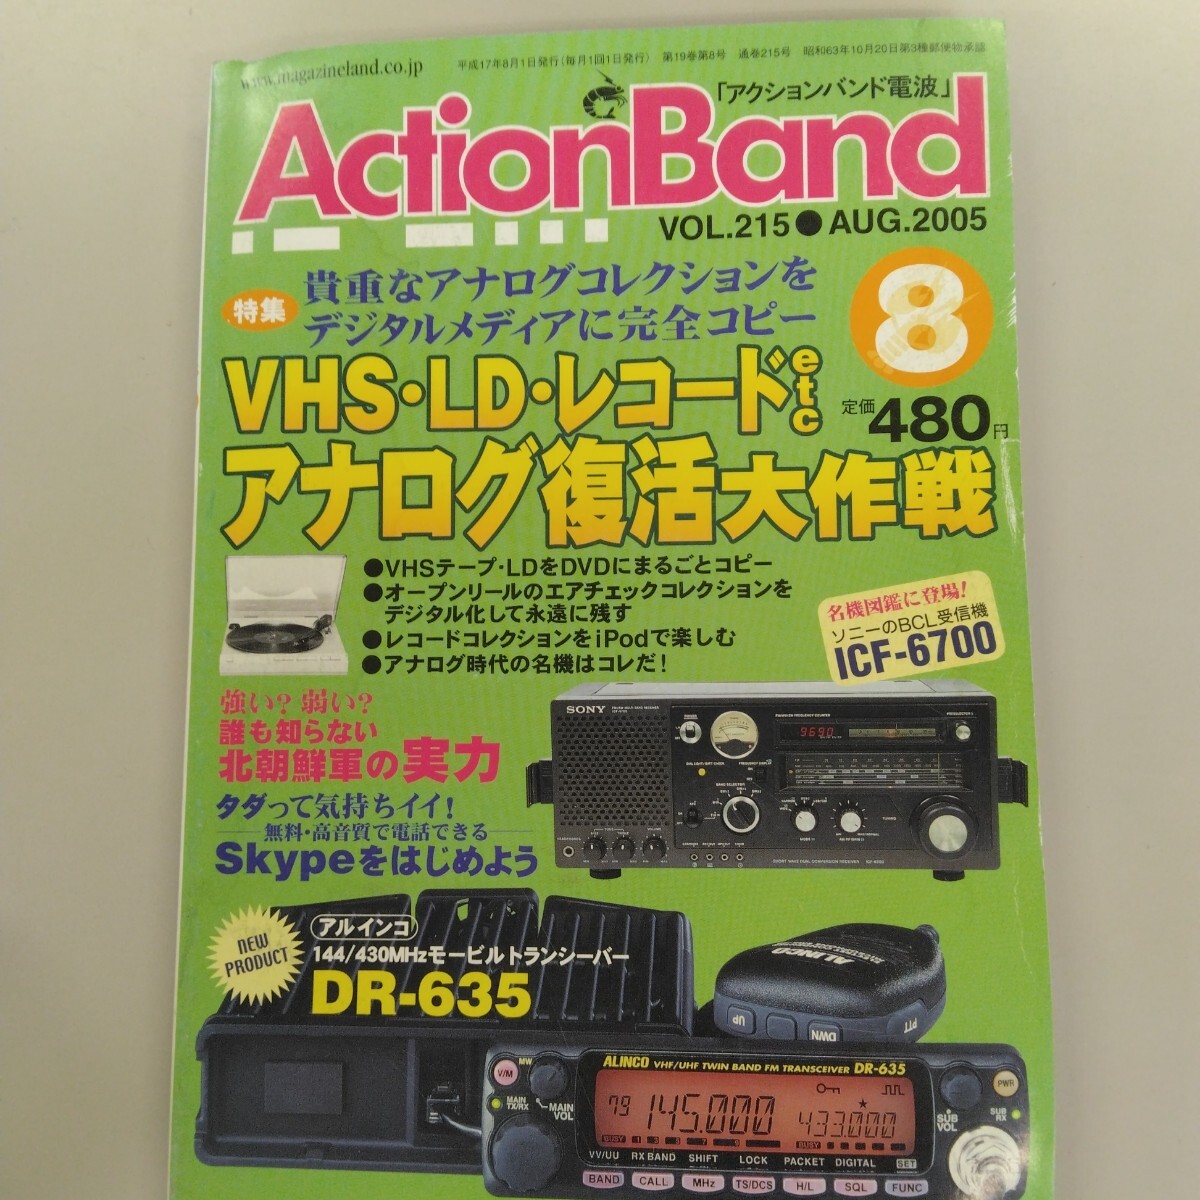 www.magazineland.co.jp
平成17年8月1日発行(毎月1回1日発行) 第19巻第8号 通巻215号 昭和63年10月20日第3種郵便物承認
「アクションバンド電波」
ActionBand
VOL.215●AUG.2005
8
特集
貴重なアナログコレクションを
デジタルメディアに完全コピー
VHS・LD・レコードetc
アナログ復活大作戦
定価480円
●VHSテープ・LDをDVDにまるごとコピー
●オープンリールのエアチェックコレクションを
デジタル化して永遠に残す
●レコードコレクションをiPodで楽しむ
●アナログ時代の名機はコレだ!
名機図鑑に登場!
ソニーのBCL受信機
ICF-6700
強い? 弱い?
誰も知らない
北朝鮮軍の実力
タダって気持ちイイ!
無料・高音質で電話できる
Skypeをはじめよう
SONY
9690
NEW PRODUCT
アルインコ
144/430MHzモービルトランシーバー
DR-635
ALINCO
UP
DWN
PTT
ALINCO VHF/UHF TWIN BAND FM TRANSCEIVER DR-635
V/M
MW
MAIN TX/RX
MAIN VOL
79 145.000 433.000
BUSY 1 3 5 7 9
BUSY
PWR
SUB VOL
SUB RX
VV/UU RX BAND SHIFT LOCK PACKET DIGITAL SET
BAND CALL MHz TS/DCS H/L SQL FUNC